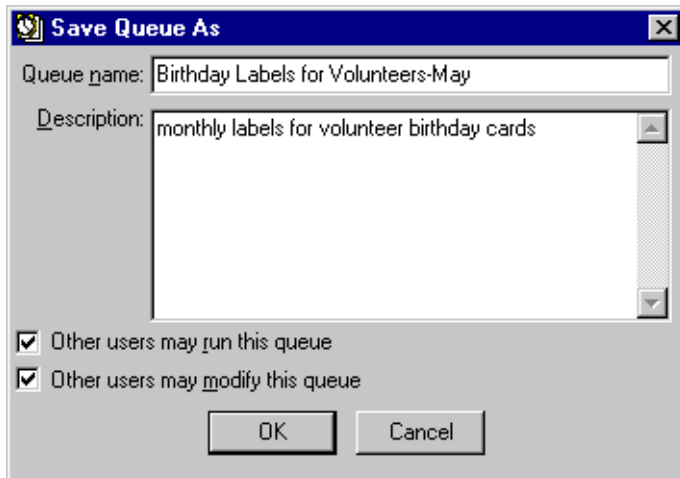 Save Queue As
Queue name: Birthday Labels for Volunteers-May
Description: monthly labels for volunteer birthday cards
Other users may run this queue
Other users may modify this queue
OK Cancel